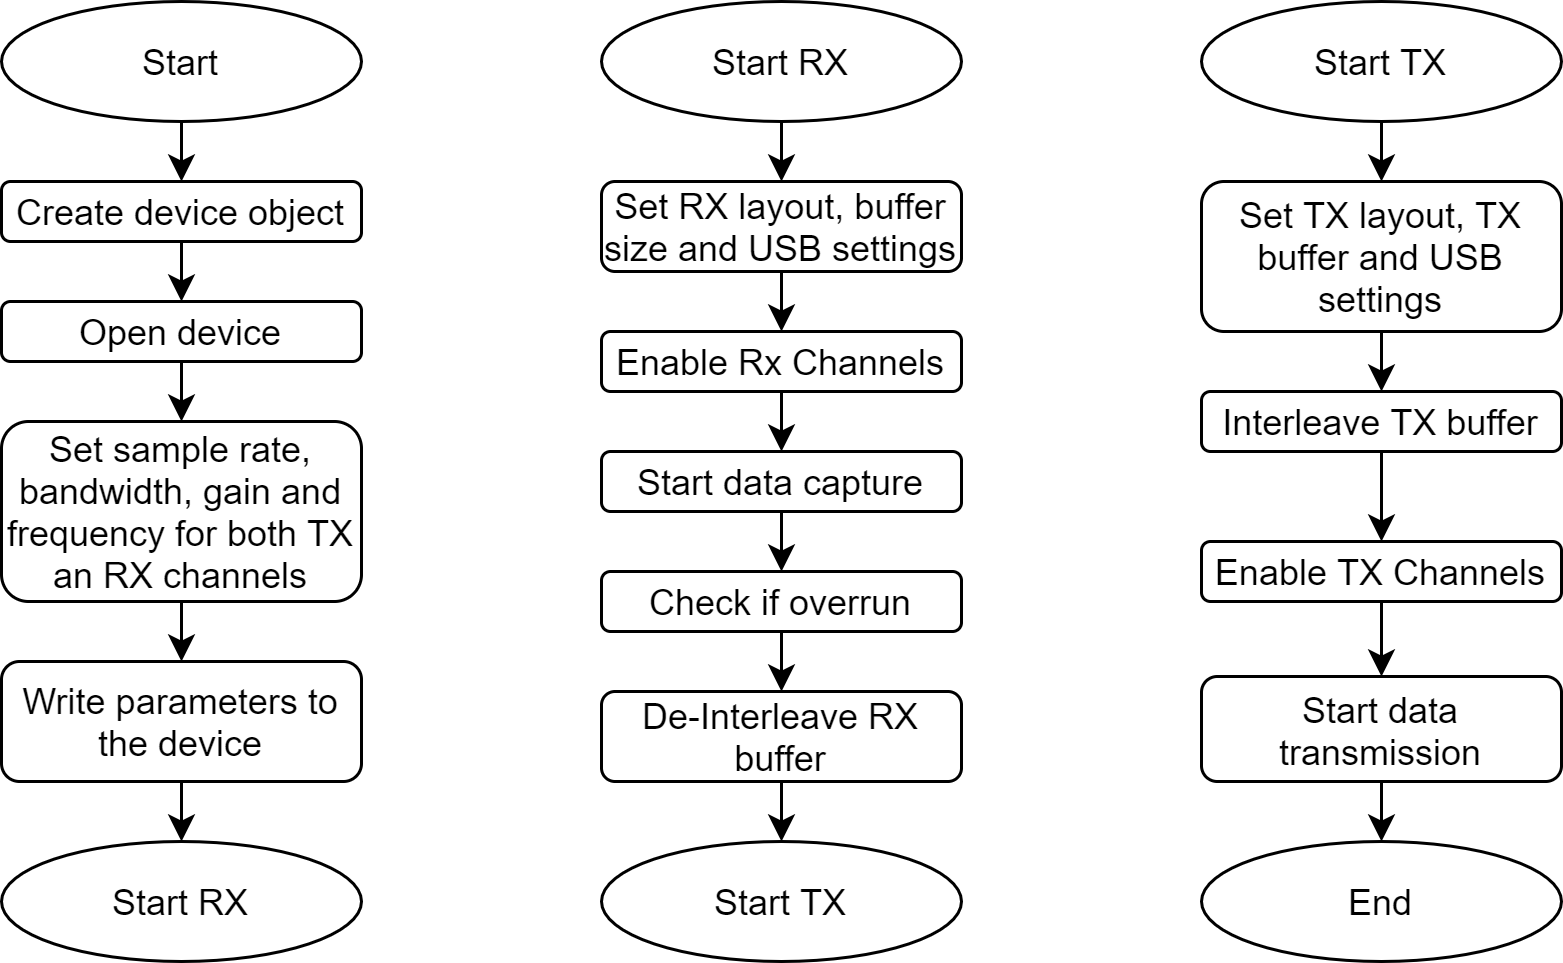 Start
Create device object
Open device
Set sample rate,
bandwidth, gain and
frequency for both TX
an RX channels
Write parameters to
the device
Start RX
Start RX
Set RX layout, buffer
size and USB settings
Enable Rx Channels
Start data capture
Check if overrun
De-Interleave RX
buffer
Start TX
Start TX
Set TX layout, TX
buffer and USB
settings
Interleave TX buffer
Enable TX Channels
Start data
transmission
End